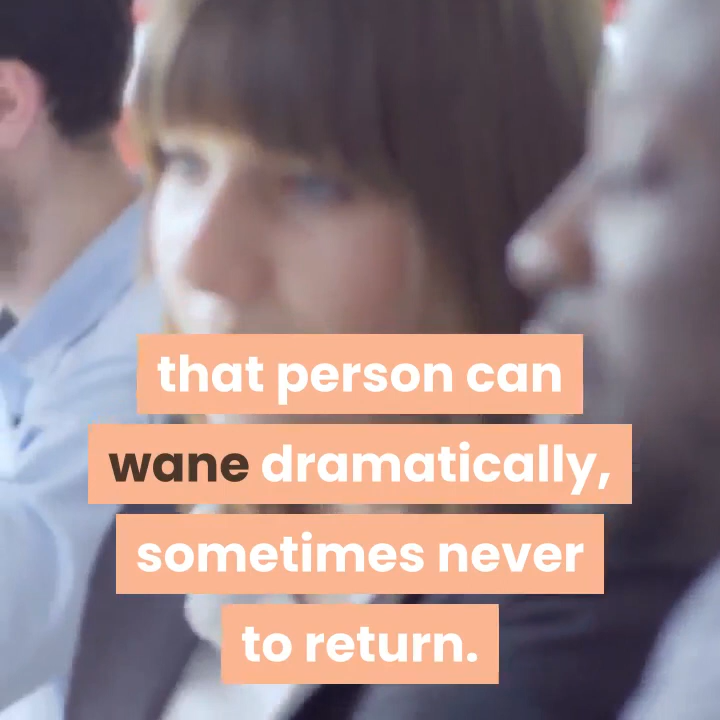 that person can
wane dramatically,
sometimes never
to return.